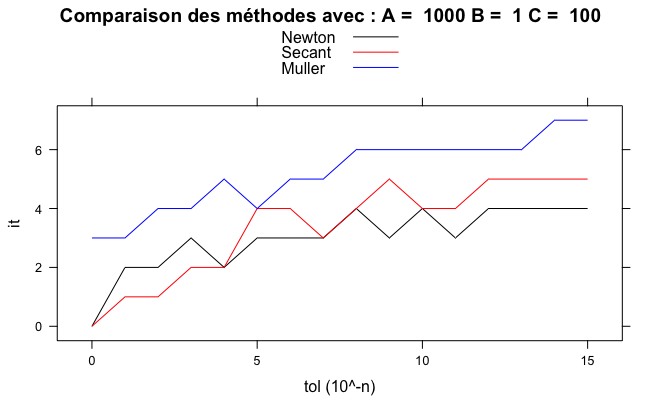 Comparaison des méthodes avec : A =  1000 B =  1 C =  100
Newton
Secant
Muller
it
6
4
2
0
0 5 10 15
tol (10^-n)